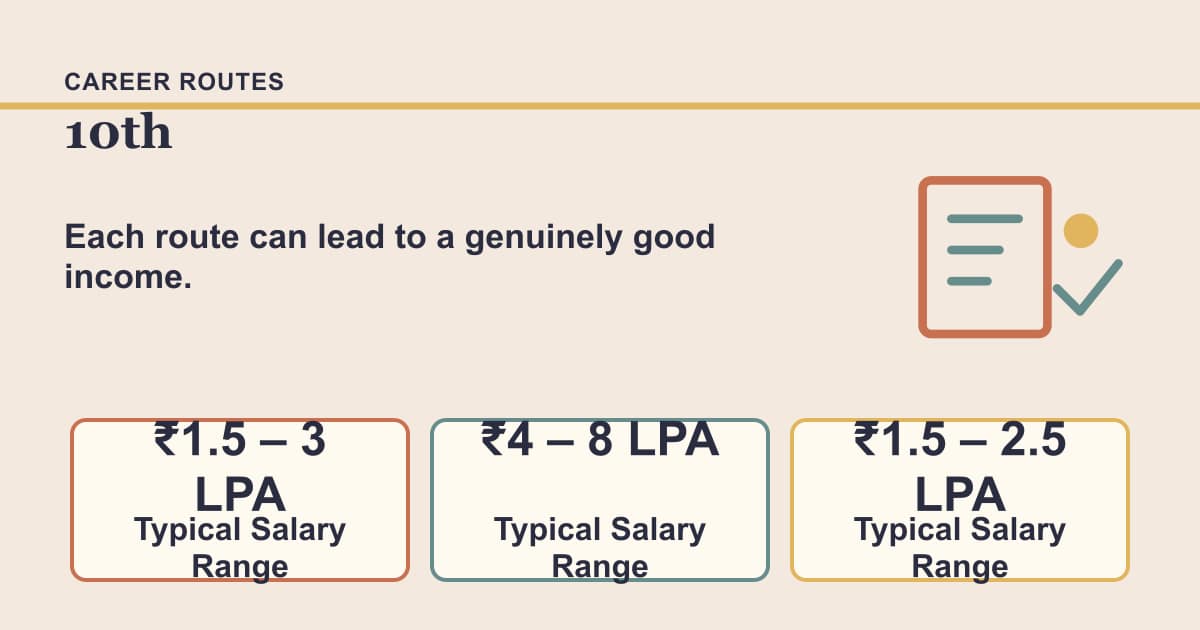 CAREER ROUTES
10th
Each route can lead to a genuinely good
income.
₹1.5 – 3
LPA
Typical Salary
Range
₹4 – 8 LPA
Typical Salary
Range
₹1.5 – 2.5
LPA
Typical Salary
Range